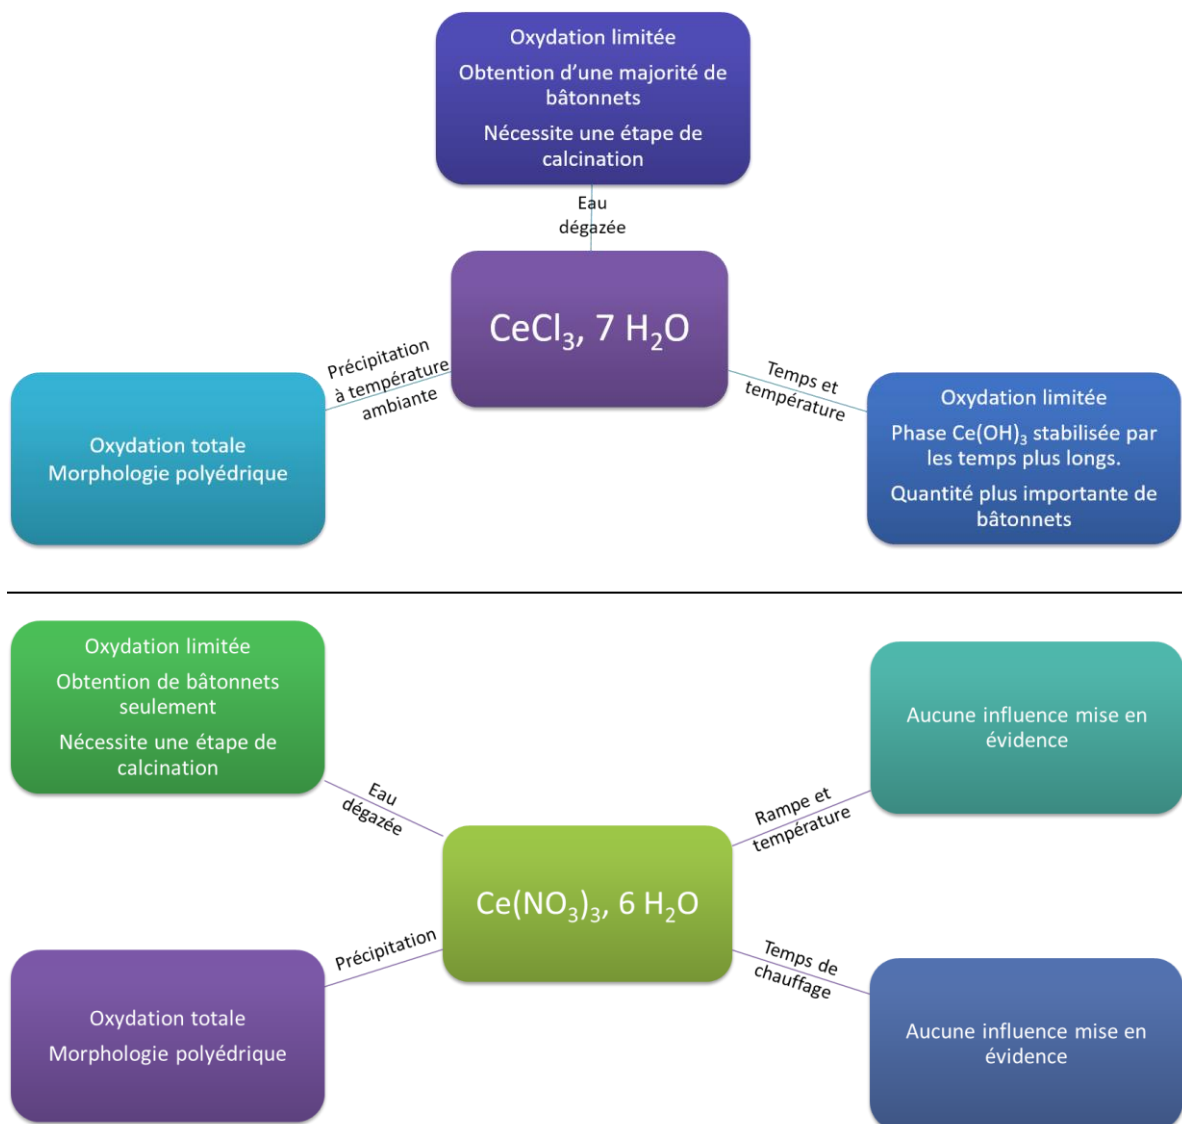 Oxydation limitée
Obtention d'une majorité de
bâtonnets
Nécessite une étape de
calcination
Eau
dégazée
CeCl₃, 7 H₂O
Précipitation
à température
ambiante
Oxydation totale
Morphologie polyédrique
Temps et
température
Oxydation limitée
Phase Ce(OH)₃ stabilisée par
les temps plus longs.
Quantité plus importante de
bâtonnets
Oxydation limitée
Obtention de bâtonnets
seulement
Nécessite une étape de
calcination
Eau
dégazée
Aucune influence mise en
évidence
Rampe et
température
Ce(NO₃)₃, 6 H₂O
Précipitation
Oxydation totale
Morphologie polyédrique
Temps de
chauffage
Aucune influence mise en
évidence